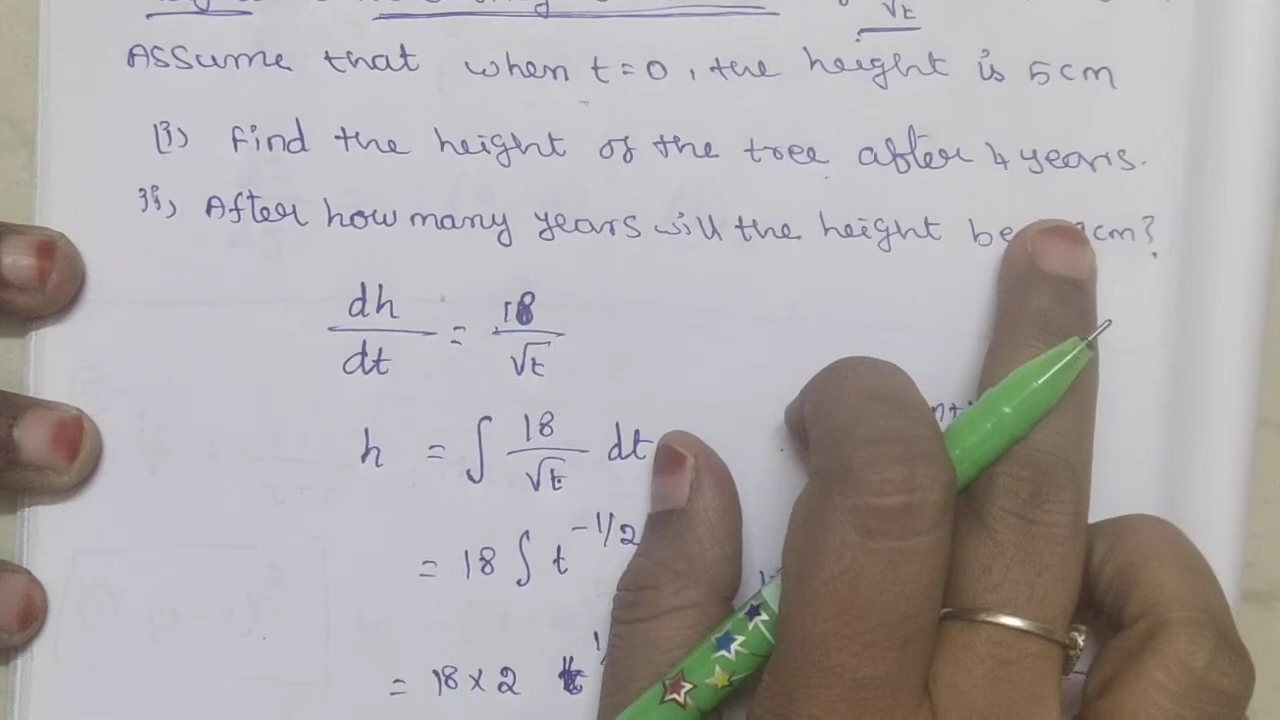 √t
Assume that when t=0, the height is 5cm
(i) find the height of the tree after 4 years.
ii, After how many years will the height be cm?
dh/dt = 18/√t
h = ∫ 18/√t dt
= 18 ∫ t^-1/2
= 18 × 2 t